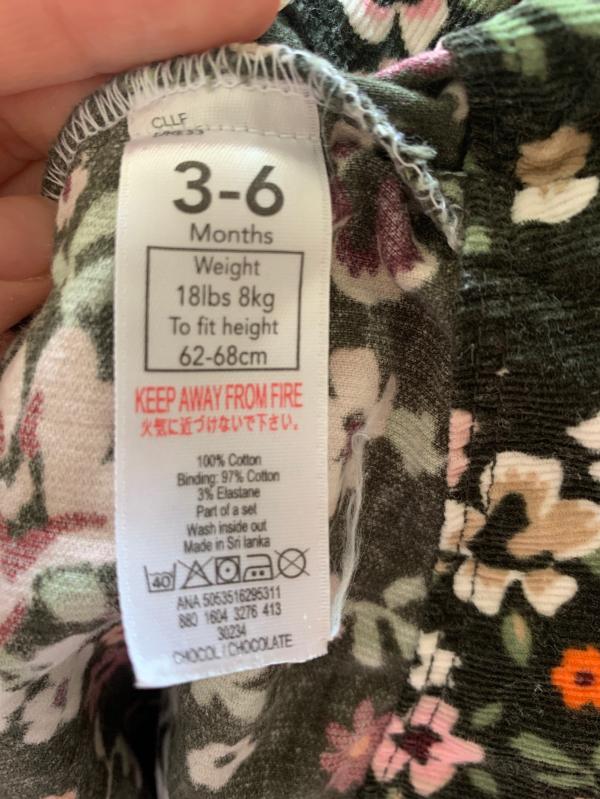 CLLF
3-6
Months
Weight
18lbs 8kg
To fit height
62-68cm
KEEP AWAY FROM FIRE
火気に近づけないで下さい。
100% Cotton
Binding: 97% Cotton
3% Elastane
Part of a set
Wash inside out
Made in Sri lanka
40
ANA 5053516295311
880 1604 3276 413
30234
CHOCOL / CHOCOLATE